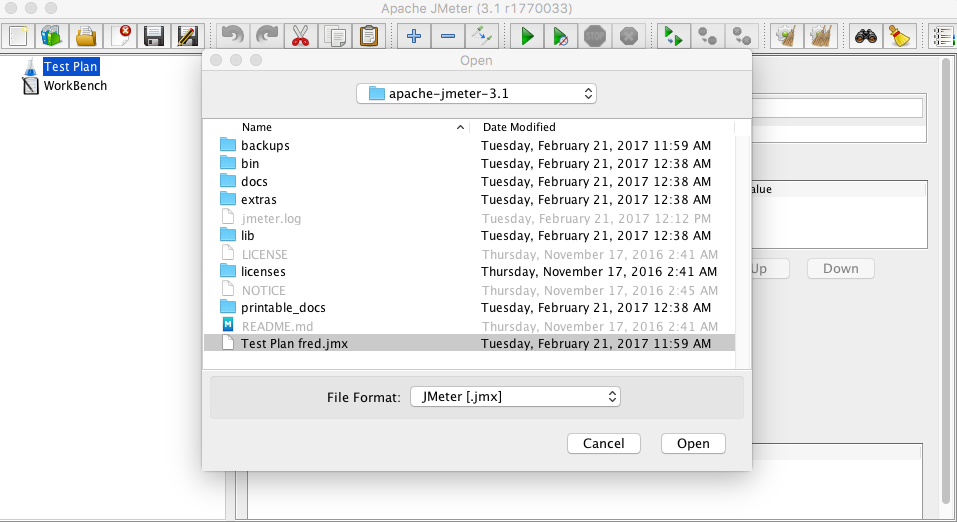 Apache JMeter (3.1 r1770033)
STOP
Test Plan
WorkBench
Open
apache-jmeter-3.1
Name Date Modified
backups Tuesday, February 21, 2017 11:59 AM
bin Tuesday, February 21, 2017 12:38 AM
docs Tuesday, February 21, 2017 12:38 AM
extras Tuesday, February 21, 2017 12:38 AM
jmeter.log Tuesday, February 21, 2017 12:12 PM
lib Tuesday, February 21, 2017 12:38 AM
LICENSE Thursday, November 17, 2016 2:41 AM
licenses Thursday, November 17, 2016 2:41 AM
NOTICE Thursday, November 17, 2016 2:45 AM
printable_docs Tuesday, February 21, 2017 12:38 AM
README.md Thursday, November 17, 2016 2:41 AM
Test Plan fred.jmx Tuesday, February 21, 2017 11:59 AM
File Format: JMeter [.jmx]
Cancel Open
alue
Up Down